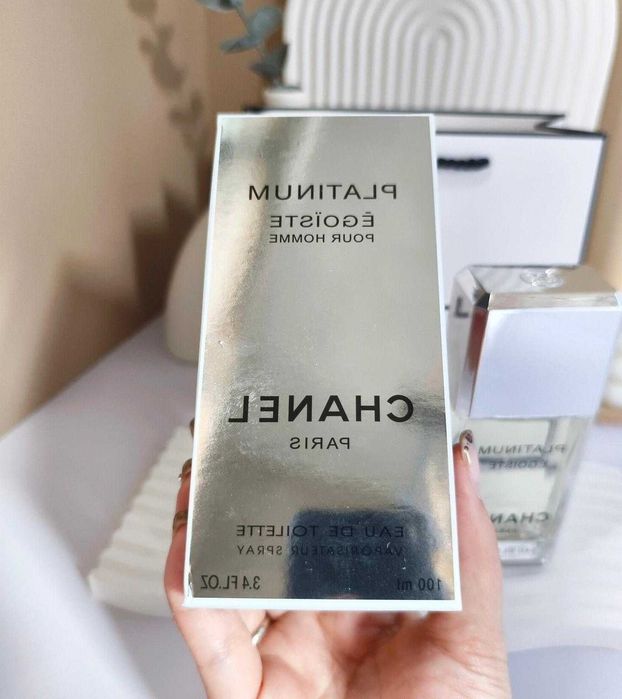 PLATINUM
ÉGOÏSTE
POUR HOMME
CHANEL
PARIS
EAU DE TOILETTE
VAPORISATEUR SPRAY
100 ml 3.4 FL.OZ
PLATINUM
ÉGOÏSTE
CHANEL